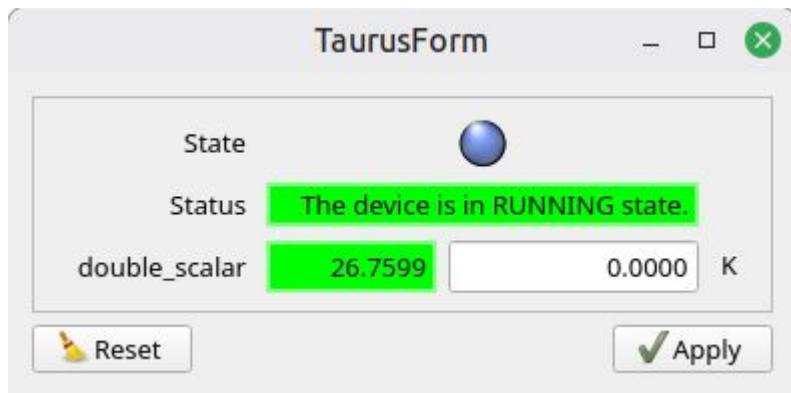 TaurusForm
State
Status The device is in RUNNING state.
double_scalar 26.7599 0.0000 K
Reset Apply